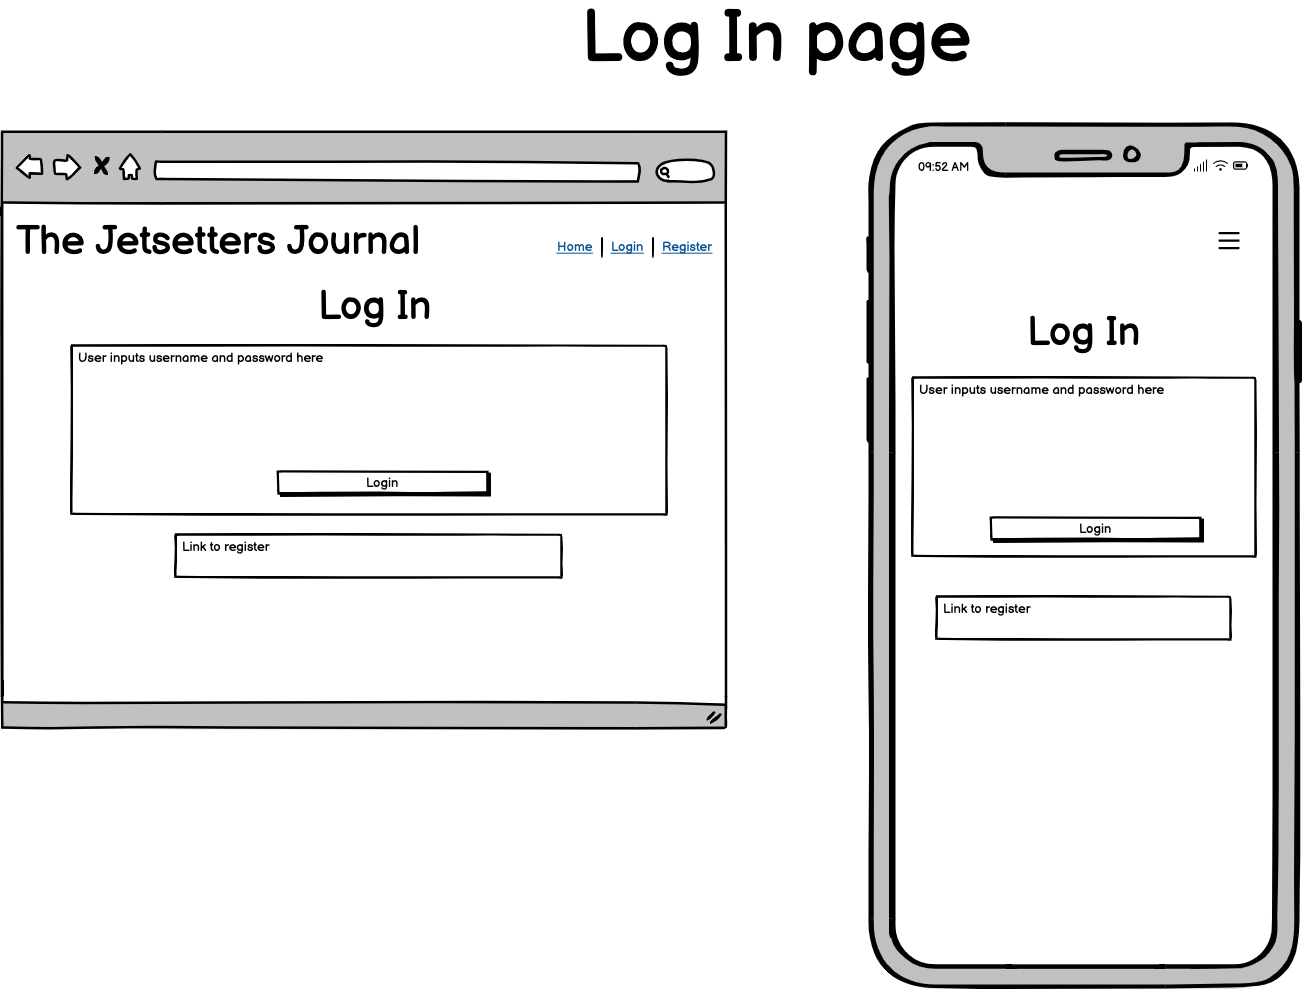 Log In page
The Jetsetters Journal
Home | Login | Register
Log In
User inputs username and password here
Login
Link to register
09:52 AM
Log In
User inputs username and password here
Login
Link to register